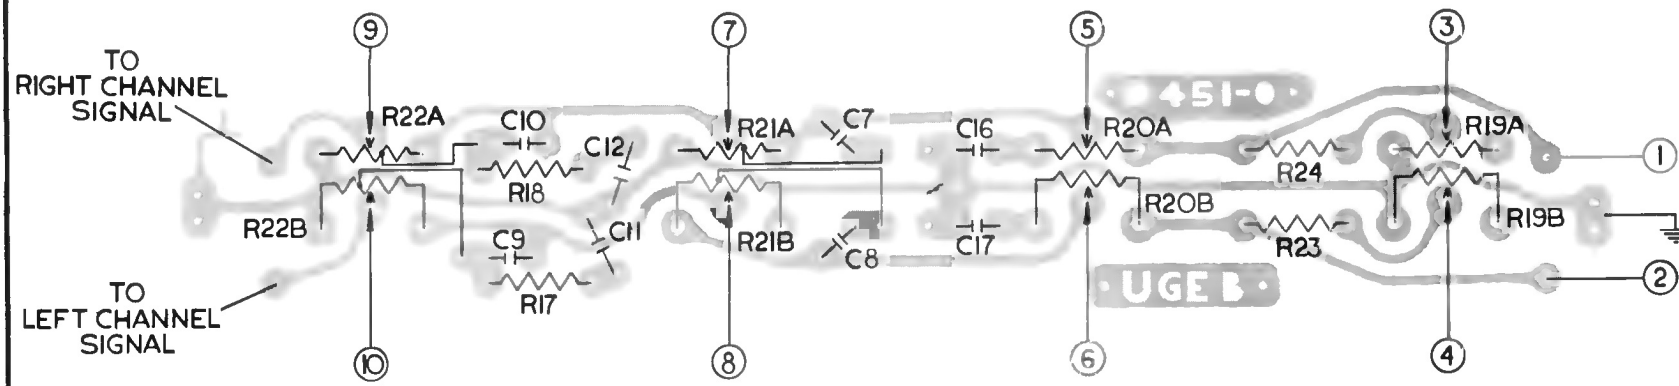 9
7
5
3
TO
RIGHT CHANNEL
SIGNAL
R22A
C10
C12
R18
R21A
C7
C16
R20A
451-0
R24
R19A
1
R22B
C9
C11
R17
R21B
C8
C17
R20B
R23
R19B
UGE B
2
TO
LEFT CHANNEL
SIGNAL
10
8
6
4